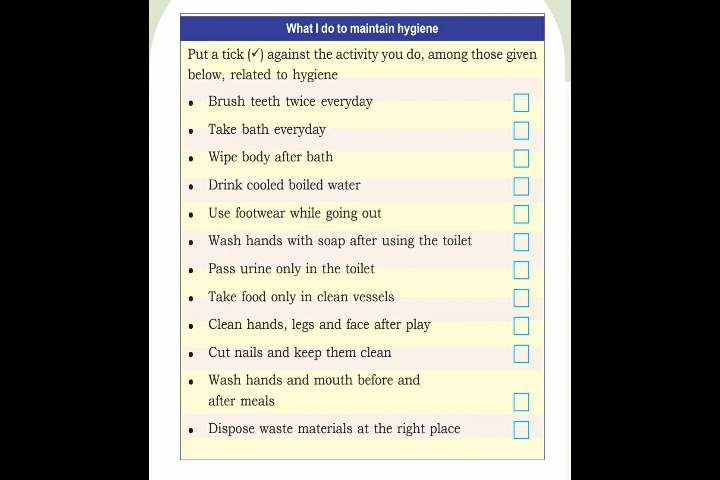 What I do to maintain hygiene
Put a tick (✓) against the activity you do, among those given
below, related to hygiene
• Brush teeth twice everyday
• Take bath everyday
• Wipe body after bath
• Drink cooled boiled water
• Use footwear while going out
• Wash hands with soap after using the toilet
• Pass urine only in the toilet
• Take food only in clean vessels
• Clean hands, legs and face after play
• Cut nails and keep them clean
• Wash hands and mouth before and
after meals
• Dispose waste materials at the right place